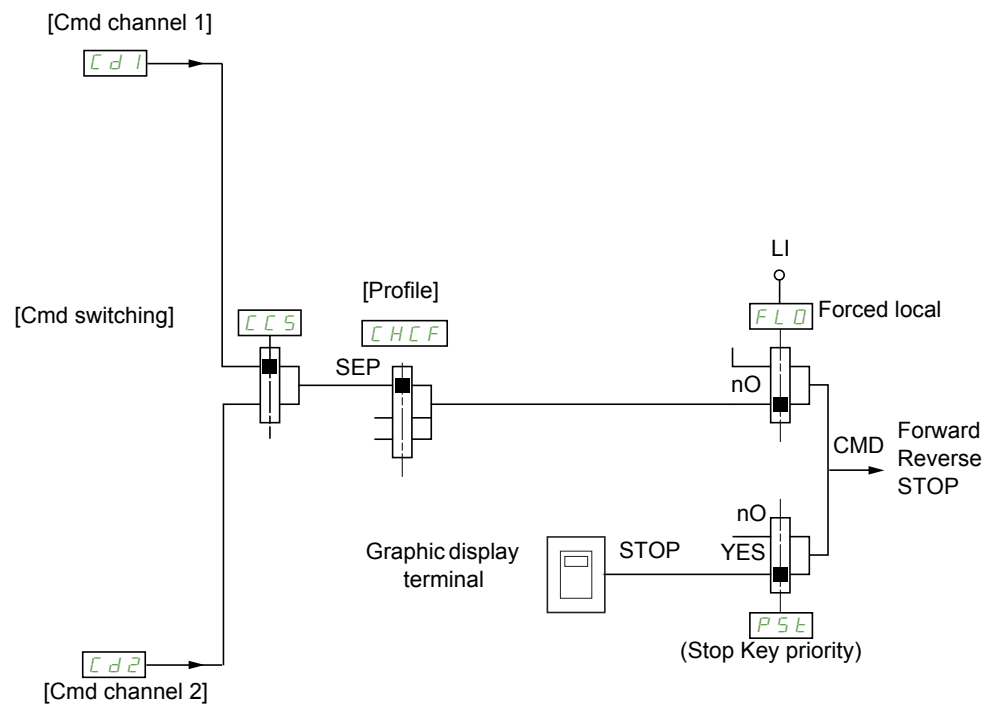 [Cmd channel 1]
Cd1
LI
[Profile]
[Cmd switching]
CCS
CHCF
FLO
Forced local
SEP
nO
CMD
Forward
Reverse
STOP
nO
Graphic display
terminal
STOP
YES
PSt
(Stop Key priority)
Cd2
[Cmd channel 2]